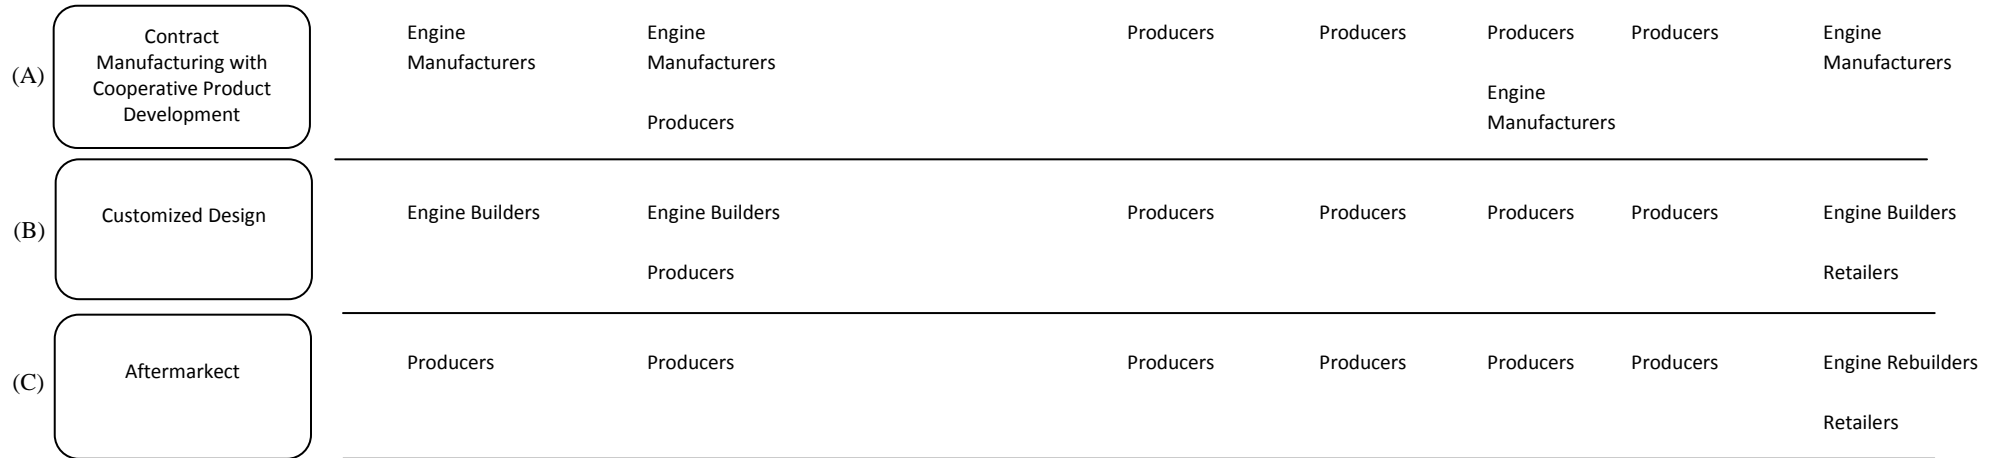 (A)
Contract
Manufacturing with
Cooperative Product
Development
Engine
Manufacturers
Engine
Manufacturers
Producers
Producers
Producers
Producers
Engine
Manufacturers
Producers
Engine
Manufacturers
(B)
Customized Design
Engine Builders
Engine Builders
Producers
Producers
Producers
Producers
Producers
Engine Builders
Retailers
(C)
Aftermarkect
Producers
Producers
Producers
Producers
Producers
Producers
Engine Rebuilders
Retailers